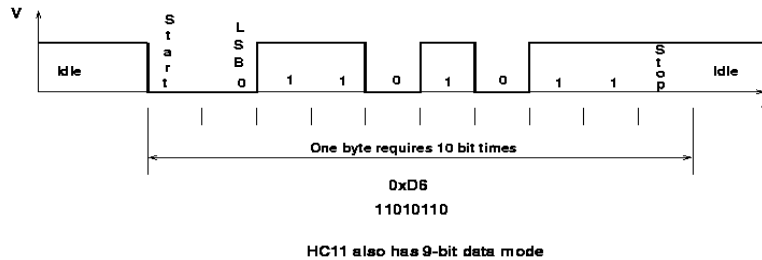 V
Start
LSB
Idle
0 1 1 0 1 0 1 1
Stop
Idle
One byte requires 10 bit times
0xD6
11010110
HC11 also has 9-bit data mode